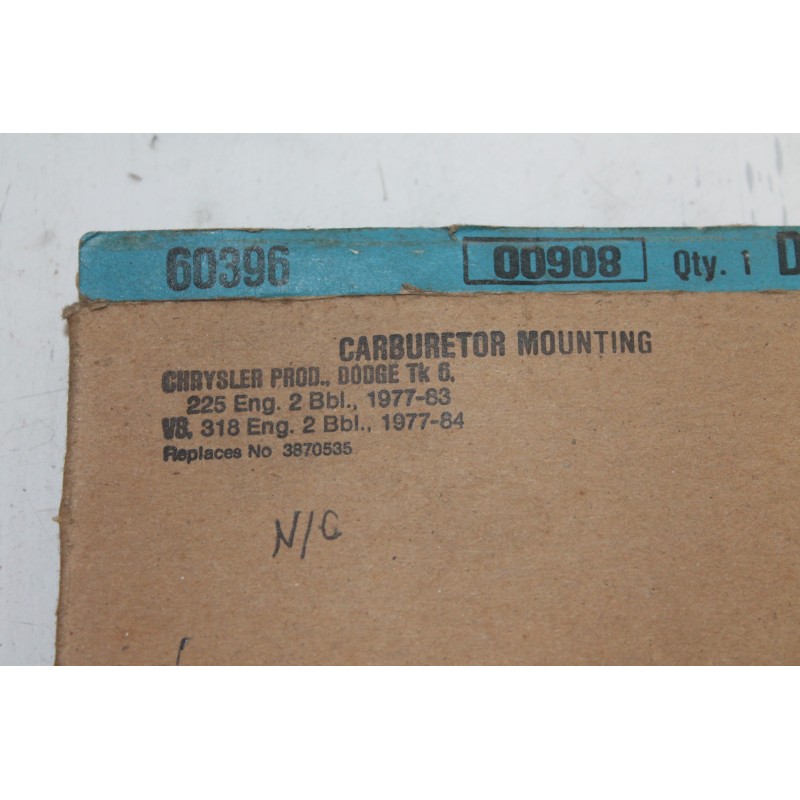 60396 00908 Qty. 1 D
CARBURETOR MOUNTING
CHRYSLER PROD., DODGE Tk 6,
225 Eng. 2 Bbl., 1977-83
V8, 318 Eng. 2 Bbl., 1977-84
Replaces No 3870535
N/C